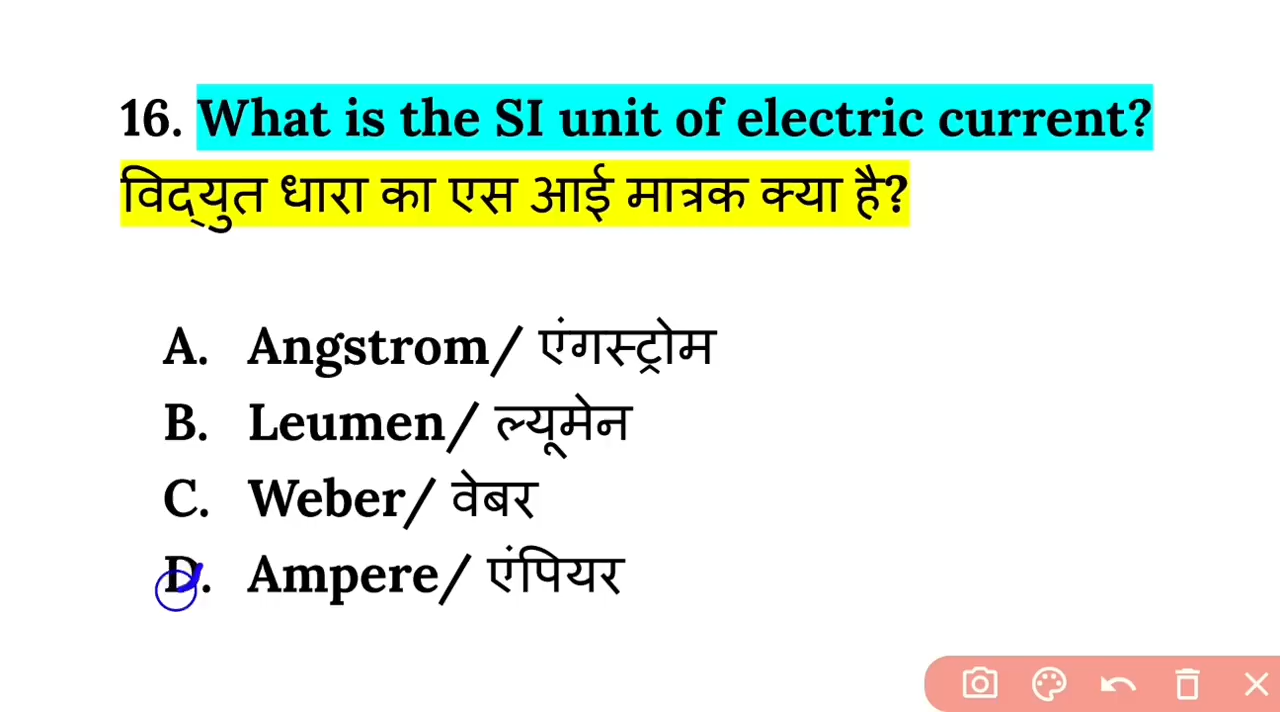 16. What is the SI unit of electric current?
विद्युत धारा का एस आई मात्रक क्या है?
A. Angstrom/ एंगस्ट्रोम
B. Leumen/ ल्यूमेन
C. Weber/ वेबर
D. Ampere/ एंपियर